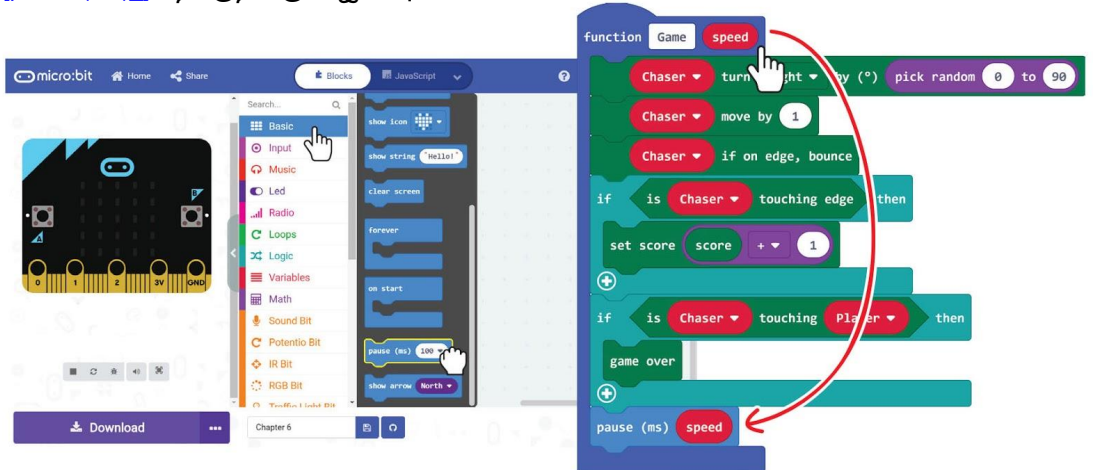 function Game speed
micro:bit Home Share Blocks JavaScript ?
Search...
Basic
Input
Music
Led
Radio
Loops
Logic
Variables
Math
Sound Bit
Potentio Bit
IR Bit
RGB Bit
Traffic Light Bit
show icon
show string "Hello!"
clear screen
forever
on start
pause (ms) 100
show arrow North
A
B
0 1 2 3V GND
Download ...
Chapter 6
Chaser turn by (°) pick random 0 to 90
Chaser move by 1
Chaser if on edge, bounce
if is Chaser touching edge then
set score score + 1
if is Chaser touching Player then
game over
pause (ms) speed